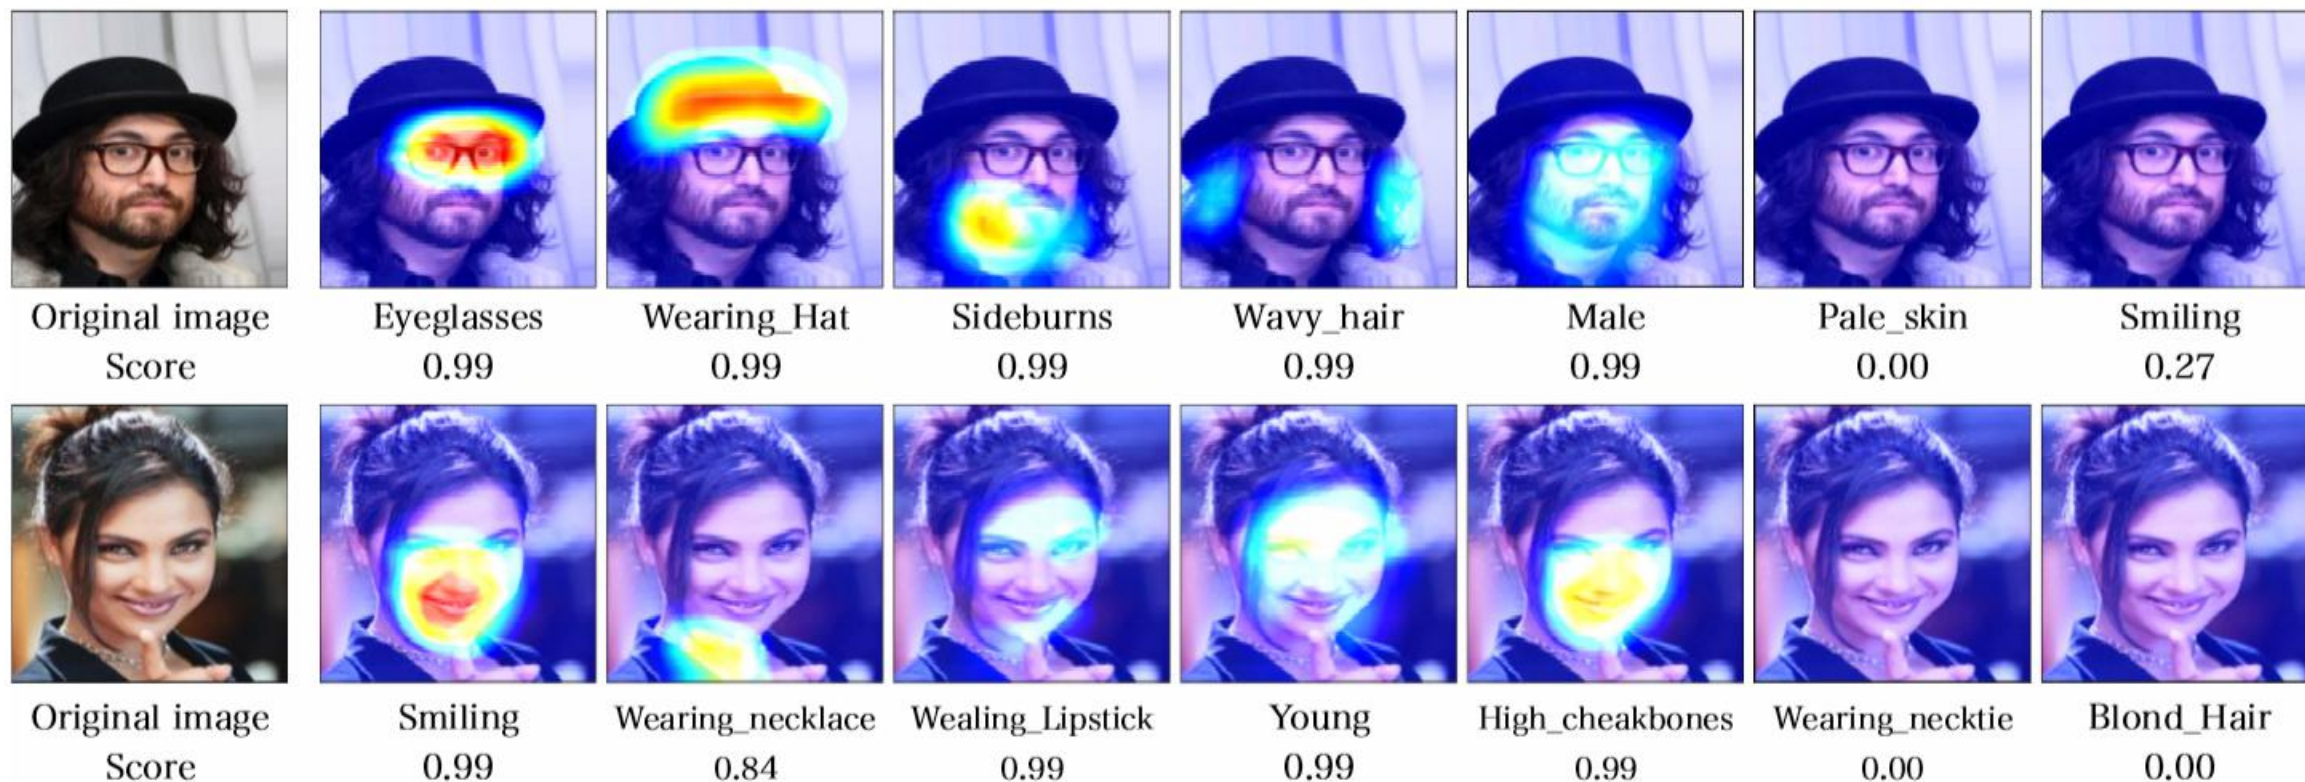 Original image Eyeglasses Wearing_Hat Sideburns Wavy_hair Male Pale_skin Smiling
Score 0.99 0.99 0.99 0.99 0.99 0.00 0.27
Original image Smiling Wearing_necklace Wealing_Lipstick Young High_cheakbones Wearing_necktie Blond_Hair
Score 0.99 0.84 0.99 0.99 0.99 0.00 0.00